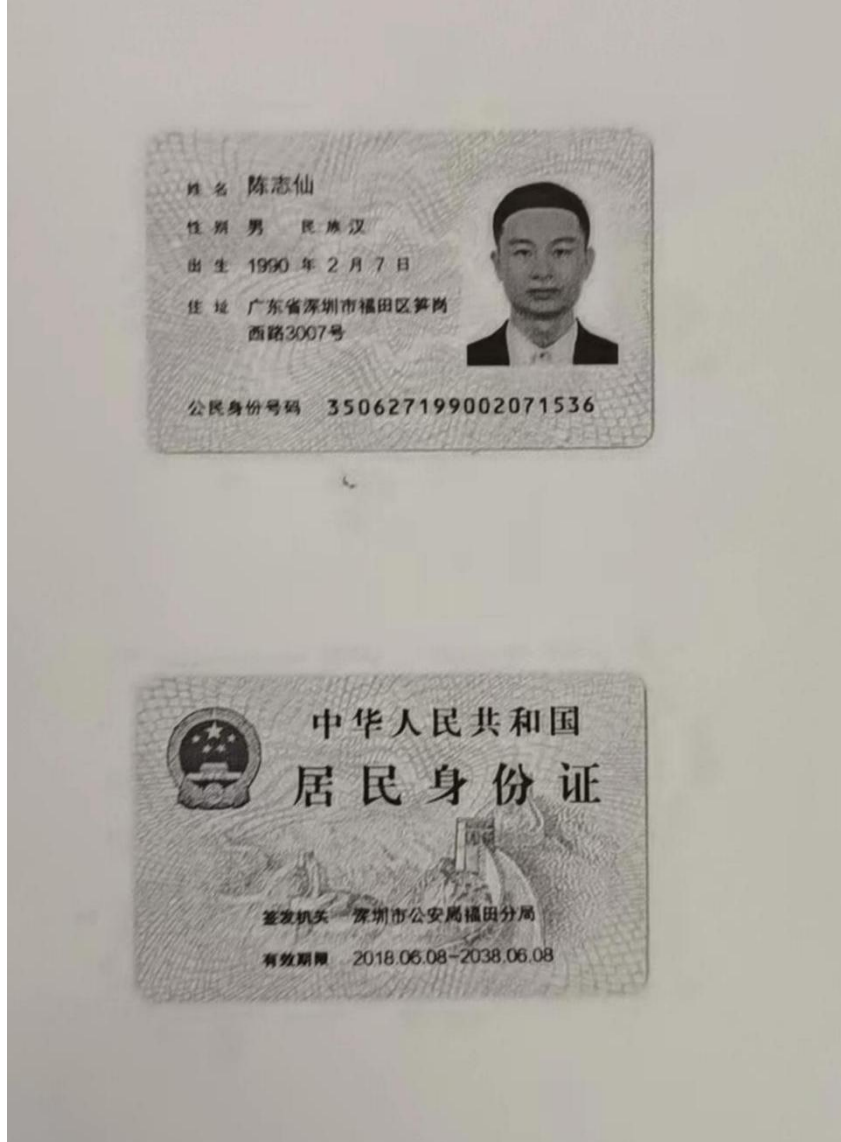 姓名 陈志仙
性别 男 民族 汉
出生 1990 年 2 月 7 日
住址 广东省深圳市福田区笋岗
西路3007号
公民身份号码 350627199002071536
中华人民共和国
居民身份证
签发机关 深圳市公安局福田分局
有效期限 2018.06.08-2038.06.08